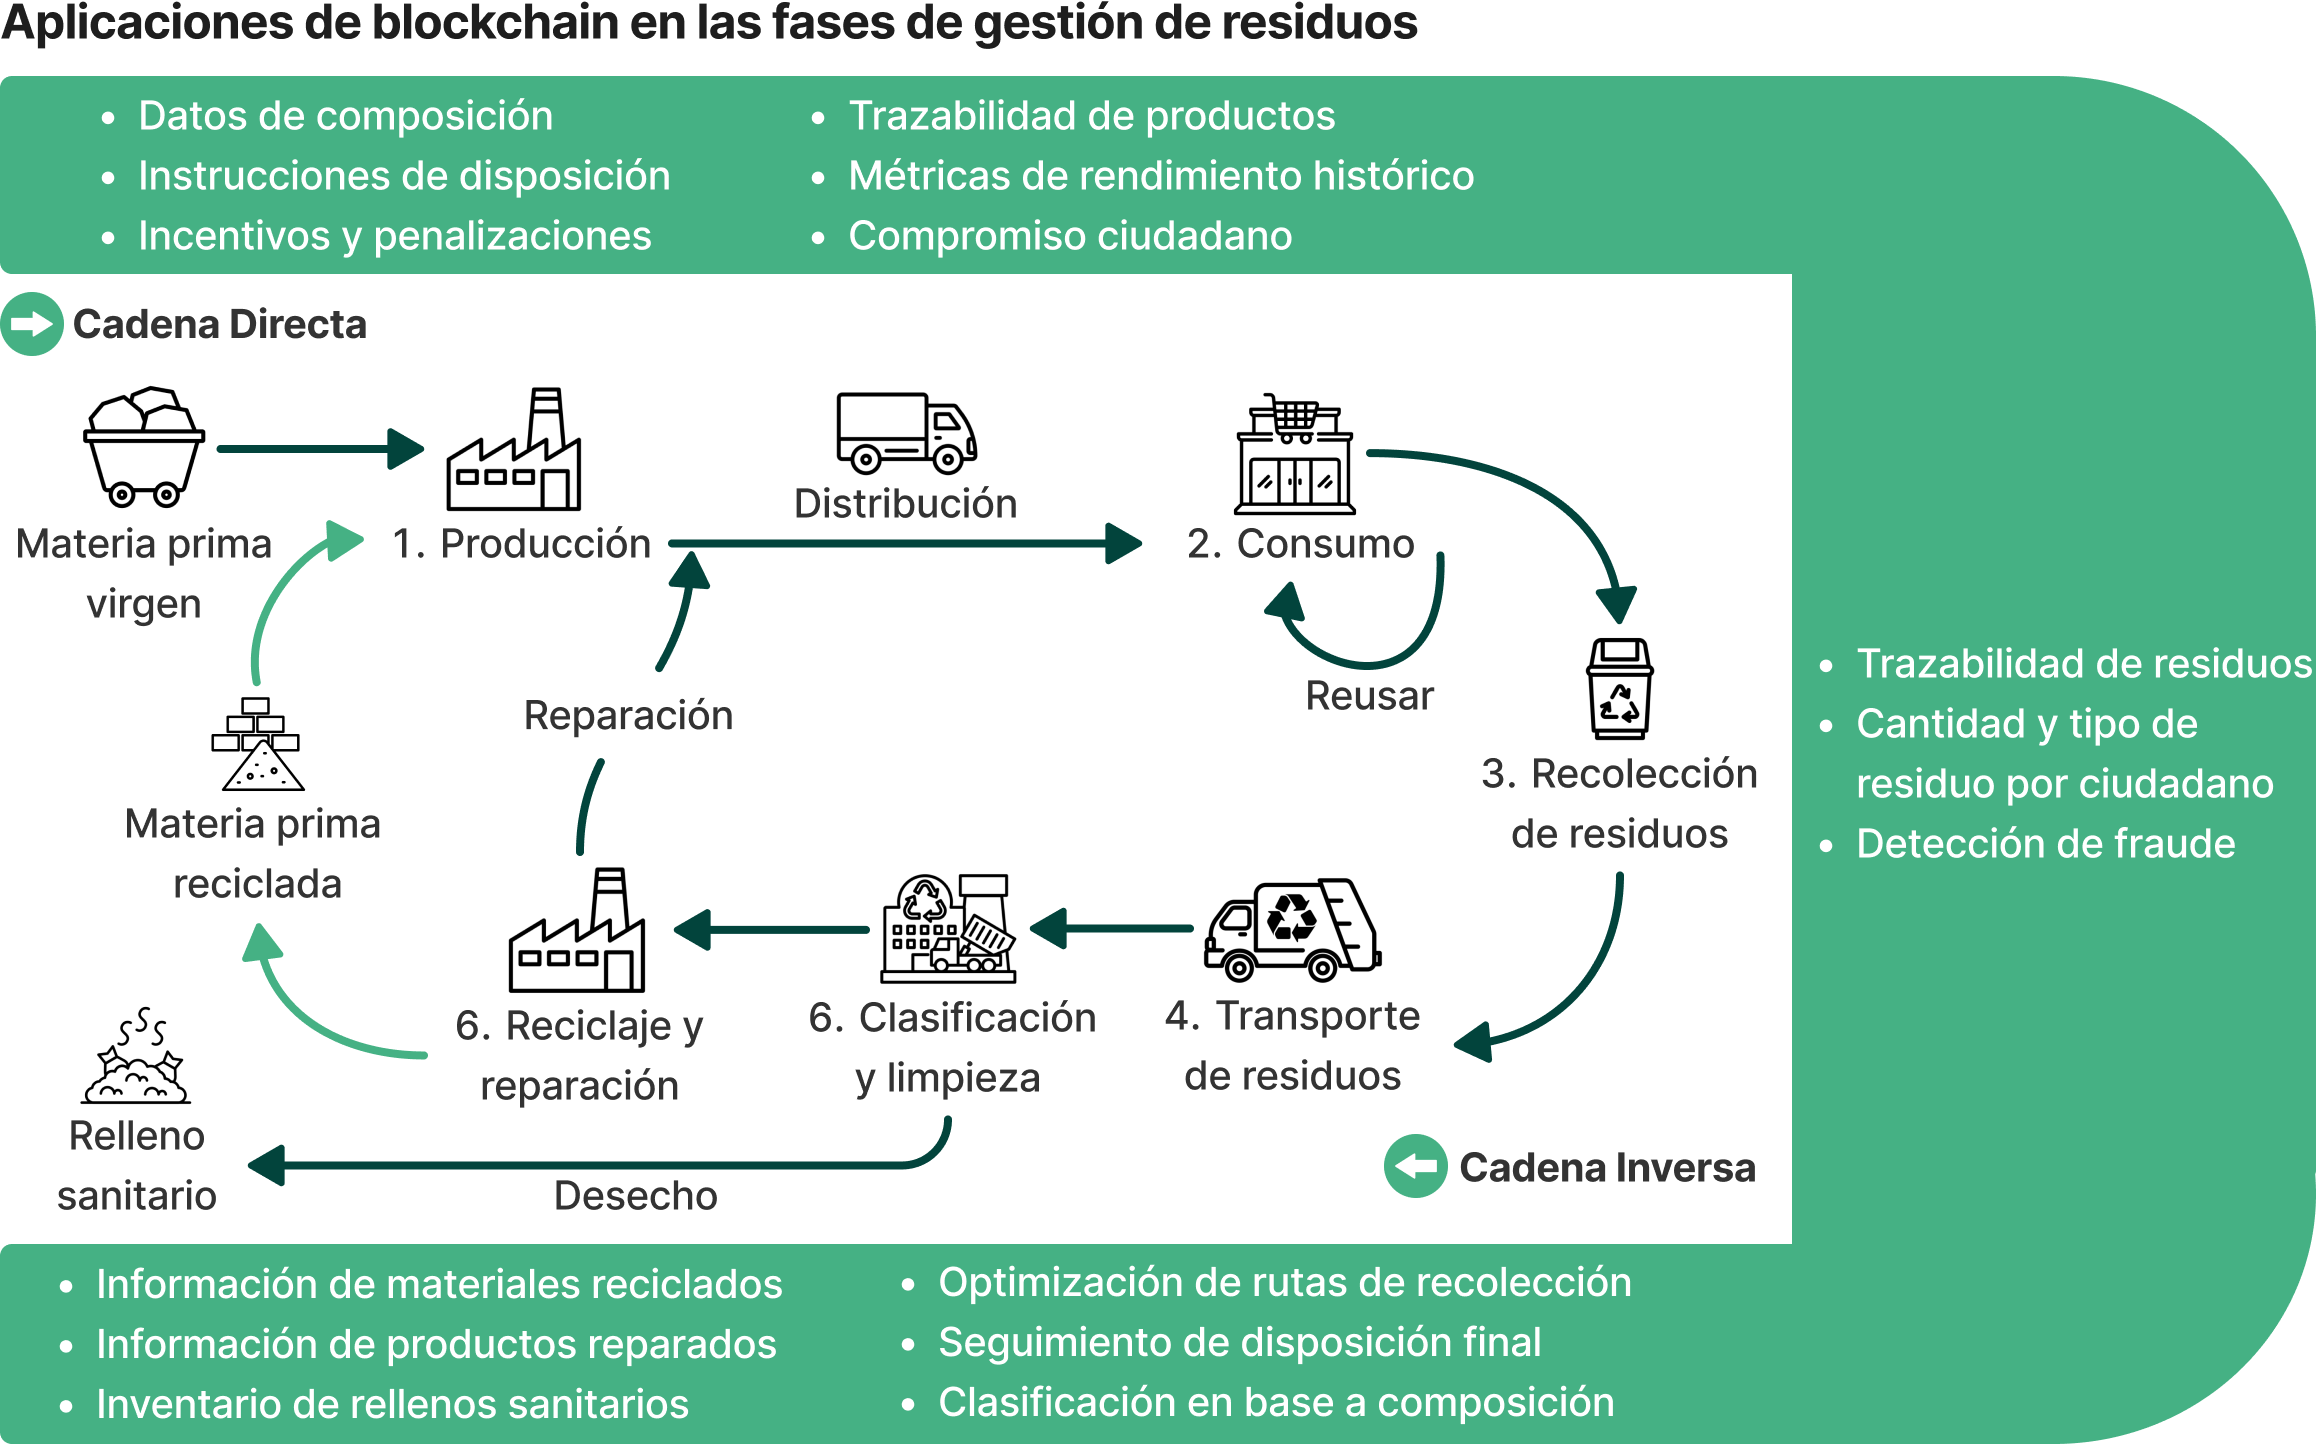 Aplicaciones de blockchain en las fases de gestión de residuos
• Datos de composición
• Instrucciones de disposición
• Incentivos y penalizaciones
• Trazabilidad de productos
• Métricas de rendimiento histórico
• Compromiso ciudadano
Cadena Directa
Materia prima
virgen
1. Producción
Distribución
2. Consumo
Reusar
3. Recolección
de residuos
• Trazabilidad de residuos
• Cantidad y tipo de
residuo por ciudadano
• Detección de fraude
Reparación
Materia prima
reciclada
6. Reciclaje y
reparación
6. Clasificación
y limpieza
4. Transporte
de residuos
Relleno
sanitario
Desecho
Cadena Inversa
• Información de materiales reciclados
• Información de productos reparados
• Inventario de rellenos sanitarios
• Optimización de rutas de recolección
• Seguimiento de disposición final
• Clasificación en base a composición